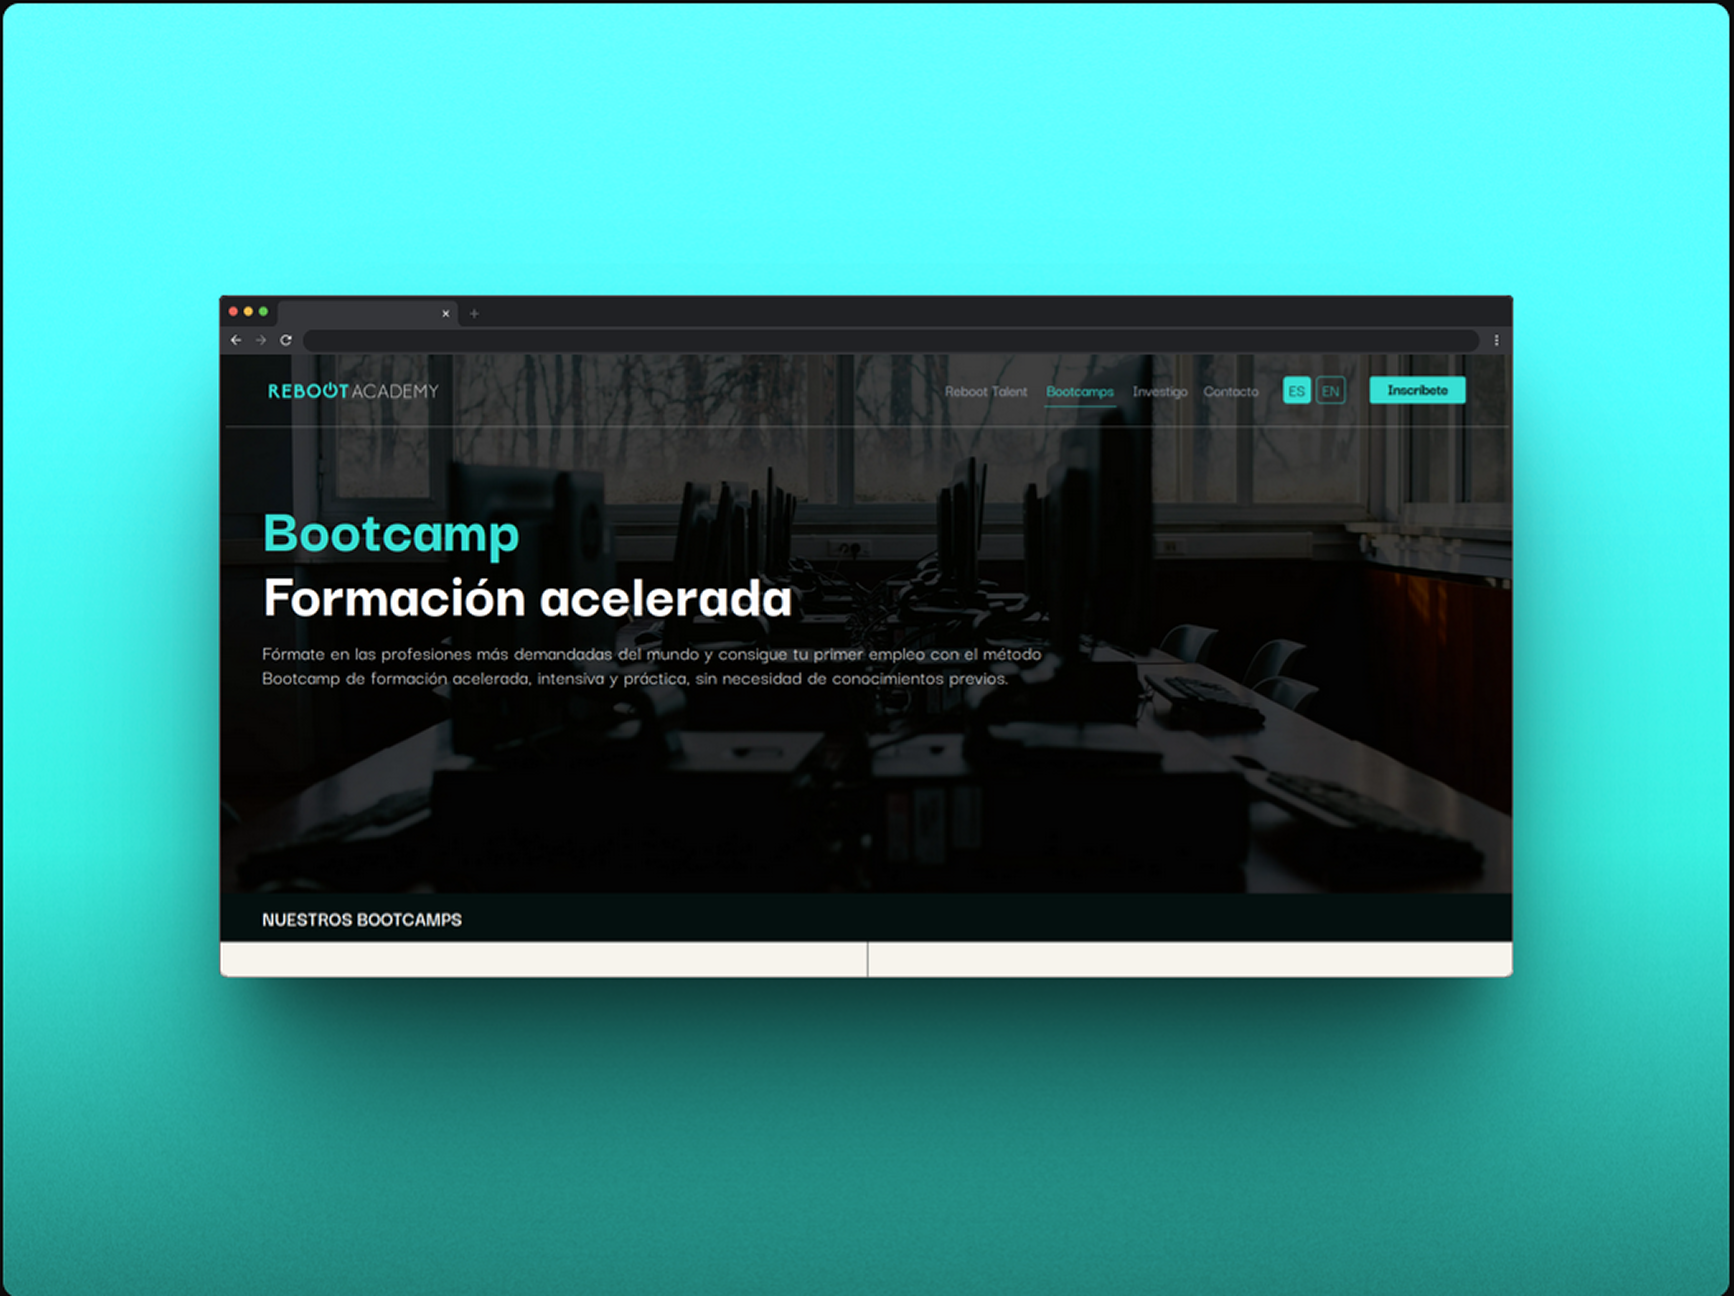 REBOOT ACADEMY
Reboot Talent Bootcamps Investigo Contacto ES EN Inscríbete
Bootcamp
Formación acelerada
Fórmate en las profesiones más demandadas del mundo y consigue tu primer empleo con el método
Bootcamp de formación acelerada, intensiva y práctica, sin necesidad de conocimientos previos.
NUESTROS BOOTCAMPS